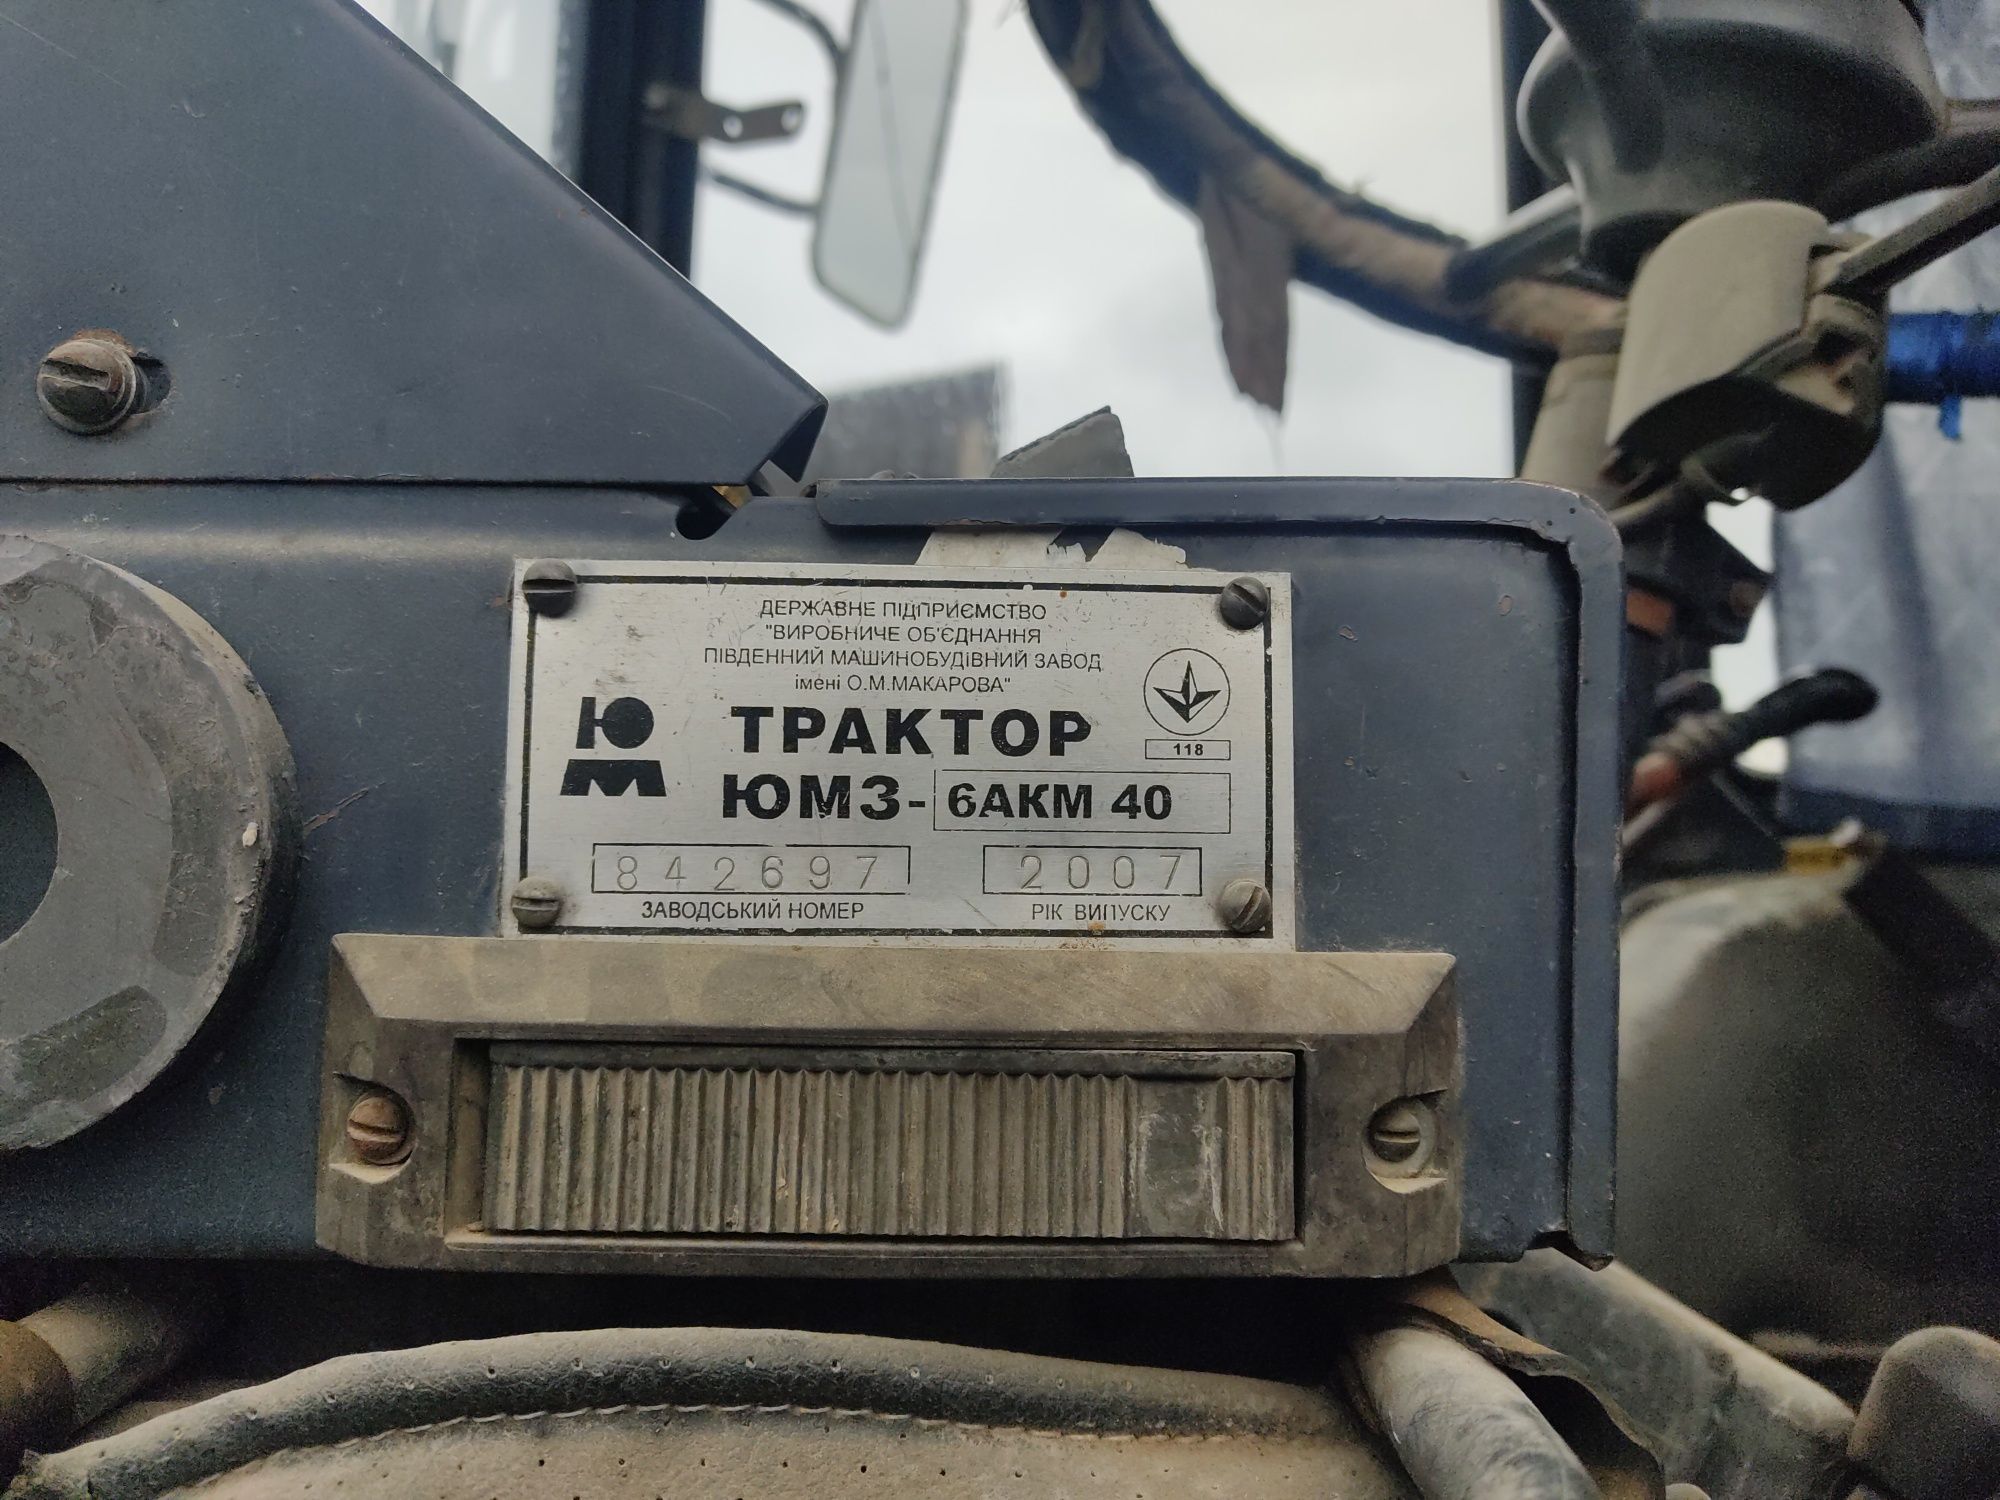 ДЕРЖАВНЕ ПІДПРИЄМСТВО
"ВИРОБНИЧЕ ОБ'ЄДНАННЯ
ПІВДЕННИЙ МАШИНОБУДІВНИЙ ЗАВОД
імені О.М.МАКАРОВА"
Ю
М
ТРАКТОР
118
ЮМЗ-6АКМ 40
842697
2007
ЗАВОДСЬКИЙ НОМЕР
РІК ВИПУСКУ